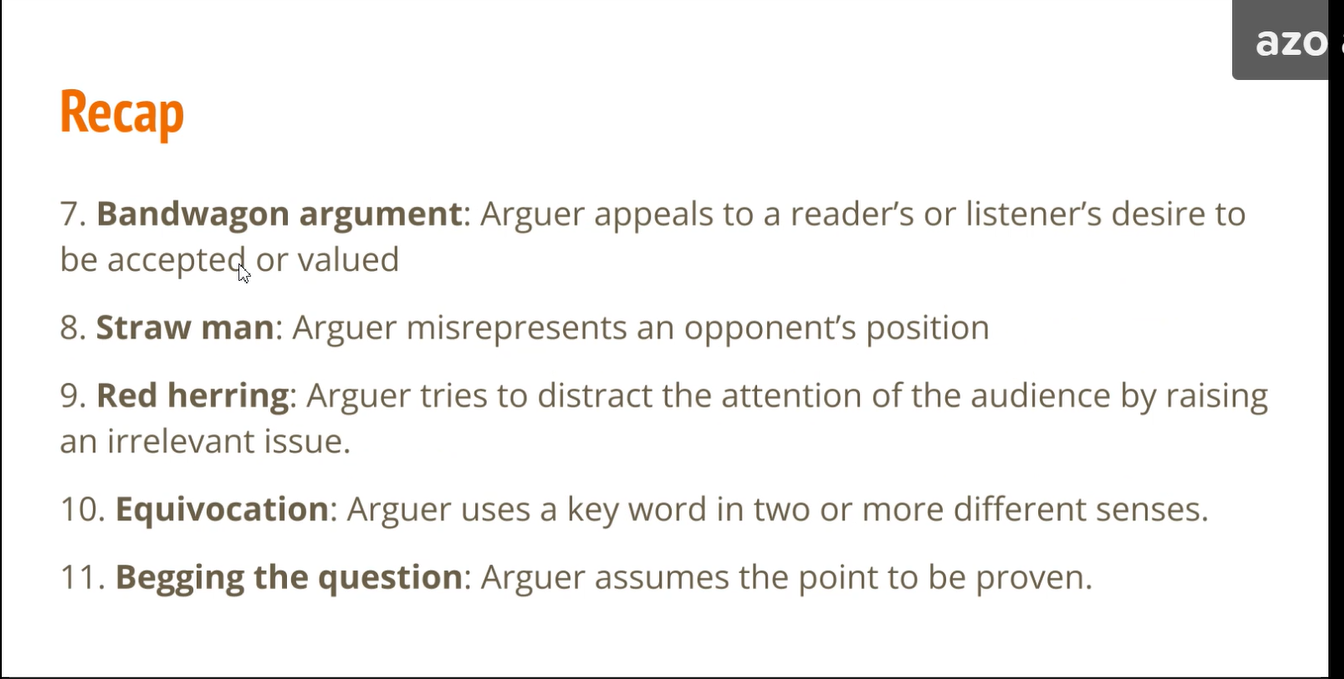 azo
Recap
7. Bandwagon argument: Arguer appeals to a reader’s or listener’s desire to
be accepted or valued
8. Straw man: Arguer misrepresents an opponent’s position
9. Red herring: Arguer tries to distract the attention of the audience by raising
an irrelevant issue.
10. Equivocation: Arguer uses a key word in two or more different senses.
11. Begging the question: Arguer assumes the point to be proven.